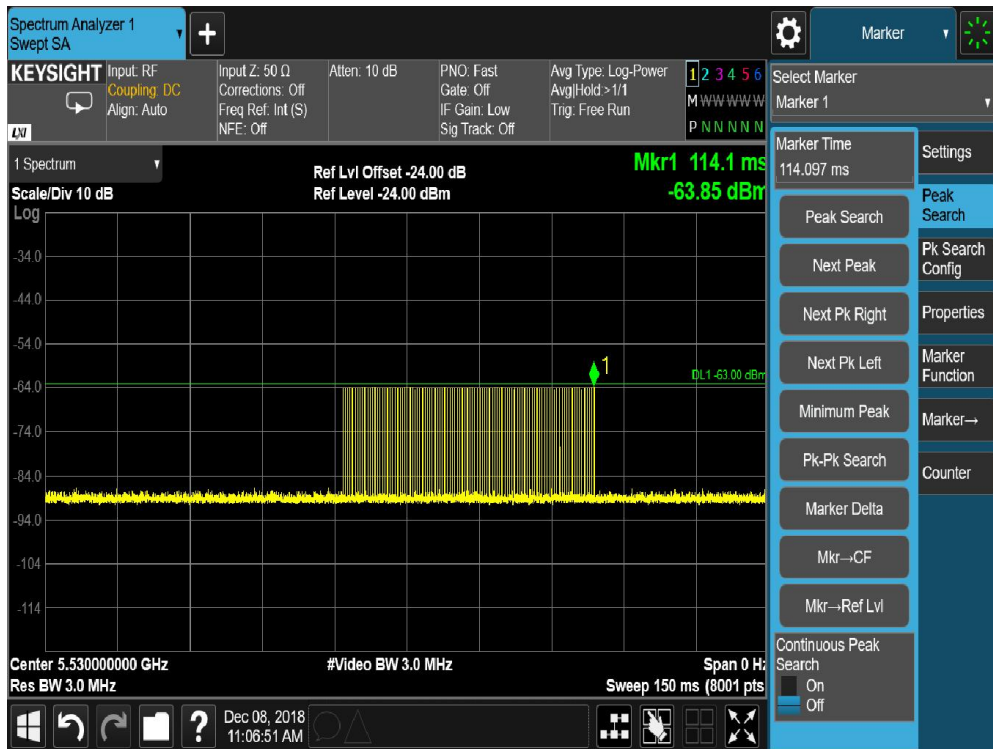 Spectrum Analyzer 1
Swept SA
Marker
KEYSIGHT
LXI
Input: RF
Coupling: DC
Align: Auto
Input Z: 50 Ω
Corrections: Off
Freq Ref: Int (S)
NFE: Off
Atten: 10 dB
PNO: Fast
Gate: Off
IF Gain: Low
Sig Track: Off
Avg Type: Log-Power
Avg|Hold:>1/1
Trig: Free Run
1 2 3 4 5 6
M W W W W W
P N N N N N
1 Spectrum
Scale/Div 10 dB
Log
Ref Lvl Offset -24.00 dB
Ref Level -24.00 dBm
Mkr1 114.1 ms
-63.85 dBm
-34.0
-44.0
-54.0
-64.0
-74.0
-84.0
-94.0
-104
-114
1
DL1 -63.00 dBm
Center 5.530000000 GHz
Res BW 3.0 MHz
#Video BW 3.0 MHz
Span 0 Hz
Sweep 150 ms (8001 pts
Dec 08, 2018
11:06:51 AM
Select Marker
Marker 1
Marker Time
114.097 ms
Peak Search
Next Peak
Next Pk Right
Next Pk Left
Minimum Peak
Pk-Pk Search
Marker Delta
Mkr→CF
Mkr→Ref Lvl
Continuous Peak
Search
On
Off
Settings
Peak
Search
Pk Search
Config
Properties
Marker
Function
Marker→
Counter